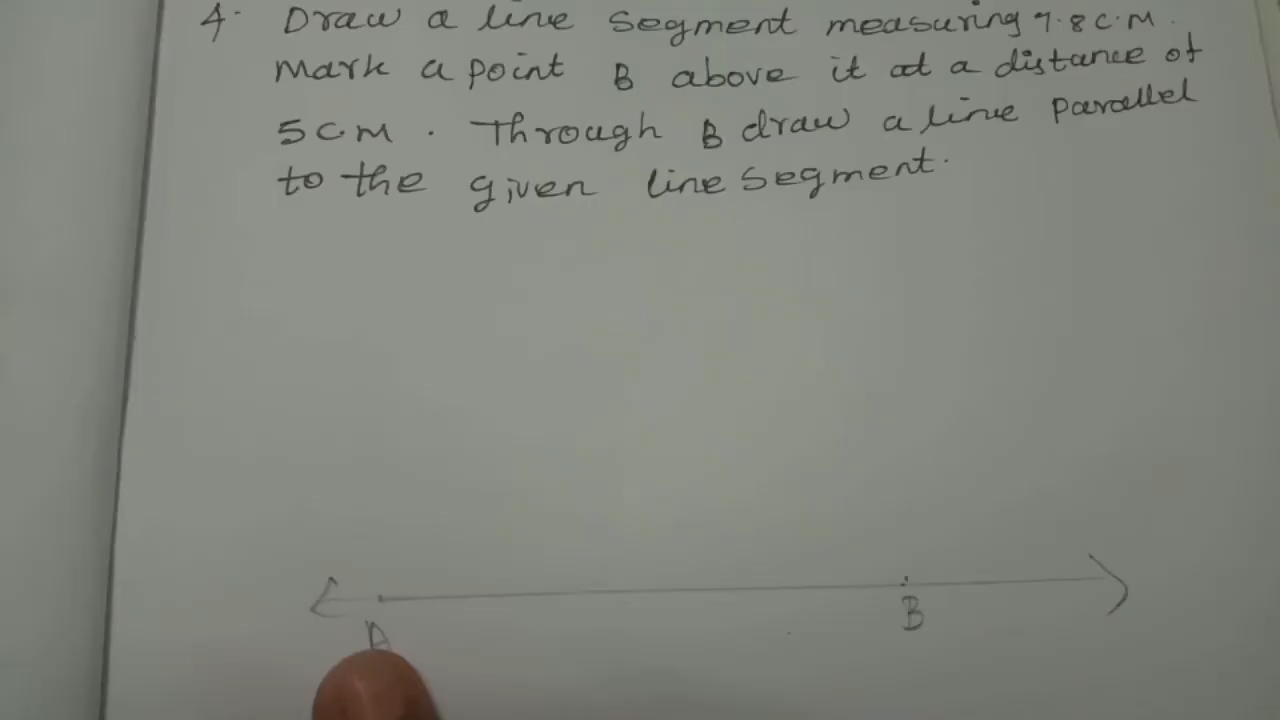 4. Draw a line segment measuring 7.8 C.M.
Mark a point B above it at a distance of
5 C.M. Through B draw a line parallel
to the given line segment.
A B